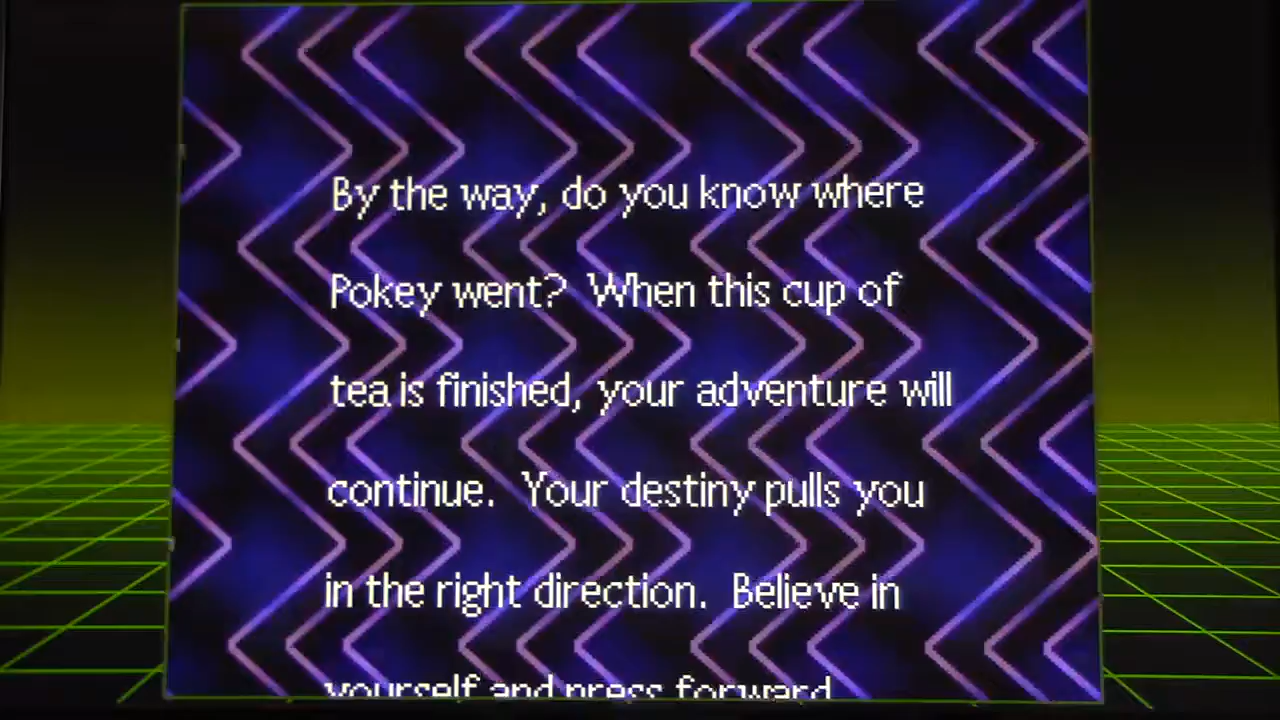 By the way, do you know where
Pokey went? When this cup of
tea is finished, your adventure will
continue. Your destiny pulls you
in the right direction. Believe in
yourself and press forward